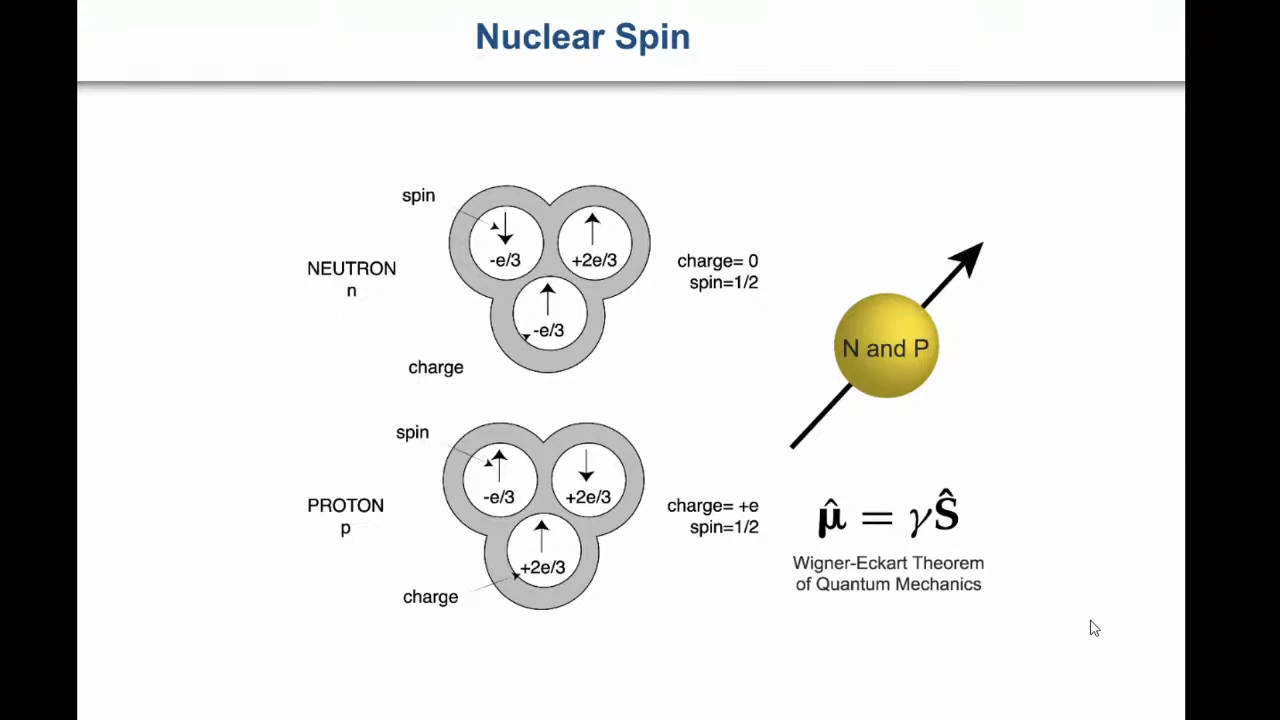 Nuclear Spin
spin
-e/3
+2e/3
NEUTRON
n
charge= 0
spin=1/2
-e/3
charge
N and P
spin
-e/3
+2e/3
PROTON
p
charge= +e
spin=1/2
+2e/3
charge
μ̂ = γŜ
Wigner-Eckart Theorem
of Quantum Mechanics